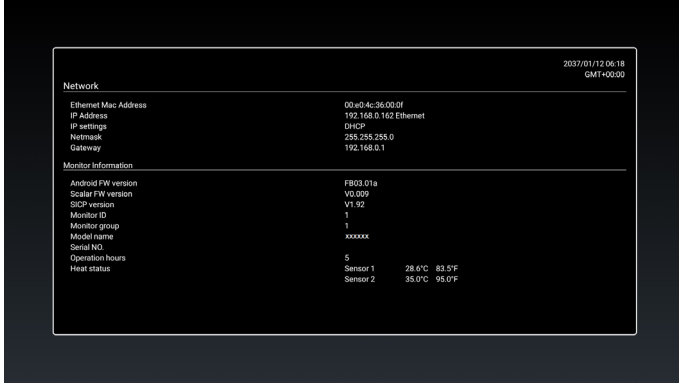 2037/01/12 06:18
GMT+00:00
Network
Ethernet Mac Address 00:e0:4c:36:00:0f
IP Address 192.168.0.162 Ethernet
IP settings DHCP
Netmask 255.255.255.0
Gateway 192.168.0.1
Monitor Information
Android FW version FB03.01a
Scalar FW version V0.009
SICP version V1.92
Monitor ID 1
Monitor group 1
Model name xxxxxx
Serial NO.
Operation hours 5
Heat status Sensor 1 28.6°C 83.5°F
Sensor 2 35.0°C 95.0°F